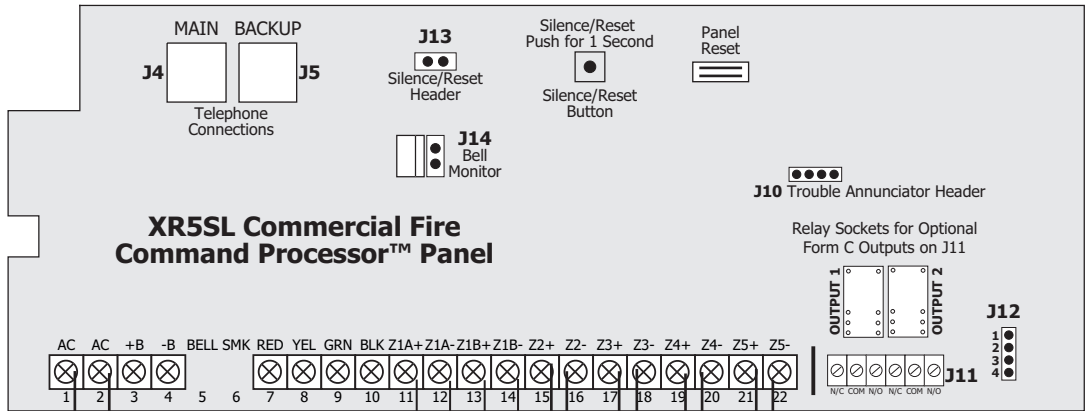 MAIN BACKUP
J4
J5
Telephone
Connections
J13
Silence/Reset
Header
Silence/Reset
Push for 1 Second
Silence/Reset
Button
Panel
Reset
J14
Bell
Monitor
J10 Trouble Annunciator Header
XR5SL Commercial Fire
Command Processor™ Panel
Relay Sockets for Optional
Form C Outputs on J11
OUTPUT 1
OUTPUT 2
J12
1
2
3
4
AC AC +B -B BELL SMK RED YEL GRN BLK Z1A+ Z1A- Z1B+ Z1B- Z2+ Z2- Z3+ Z3- Z4+ Z4- Z5+ Z5-
J11
1 2 3 4 5 6 7 8 9 10 11 12 13 14 15 16 17 18 19 20 21 22
N/C COM N/O N/C COM N/O